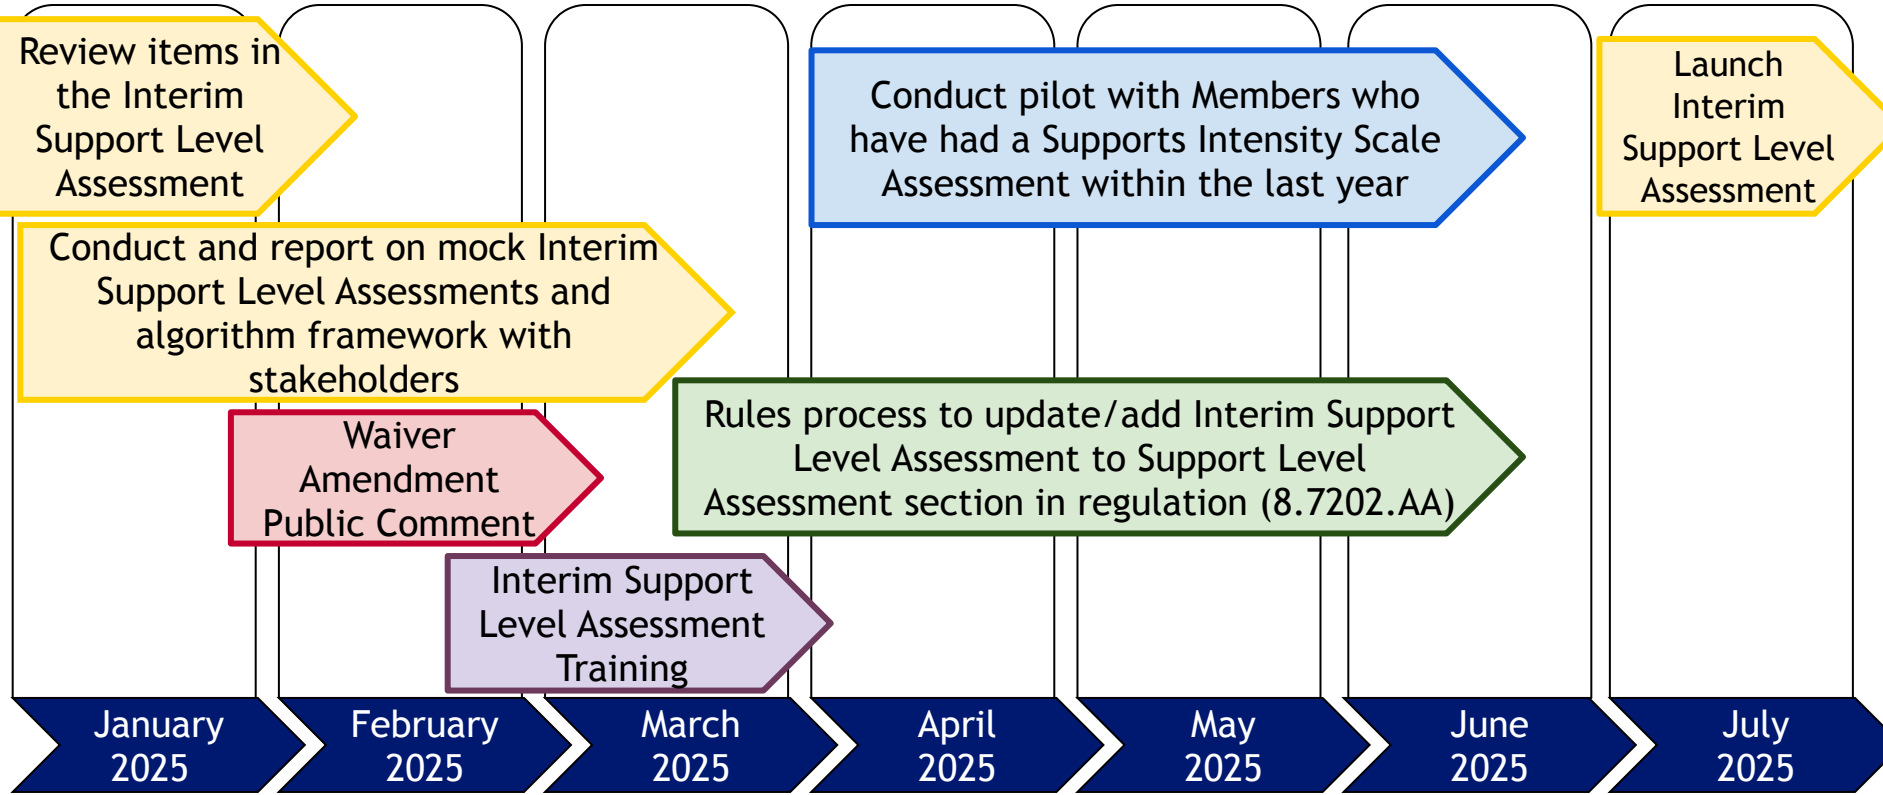 Review items in
the Interim
Support Level
Assessment
Conduct and report on mock Interim
Support Level Assessments and
algorithm framework with
stakeholders
Waiver
Amendment
Public Comment
Interim Support
Level Assessment
Training
Conduct pilot with Members who
have had a Supports Intensity Scale
Assessment within the last year
Rules process to update/add Interim Support
Level Assessment to Support Level
Assessment section in regulation (8.7202.AA)
Launch
Interim
Support Level
Assessment
January
2025
February
2025
March
2025
April
2025
May
2025
June
2025
July
2025